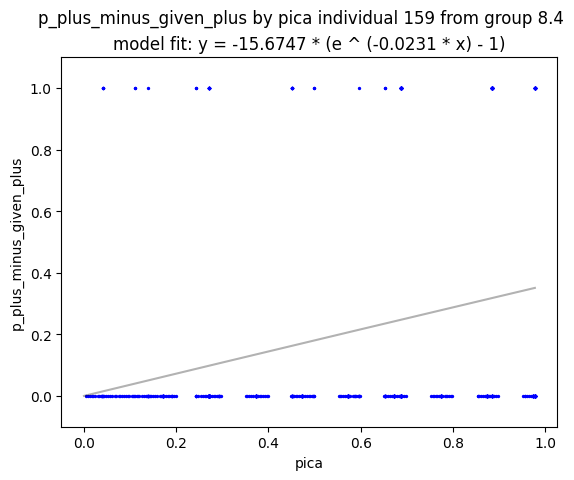 p_plus_minus_given_plus by pica individual 159 from group 8.4
model fit: y = -15.6747 * (e ^ (-0.0231 * x) - 1)
p_plus_minus_given_plus
1.0
0.8
0.6
0.4
0.2
0.0
0.0 0.2 0.4 0.6 0.8 1.0
pica